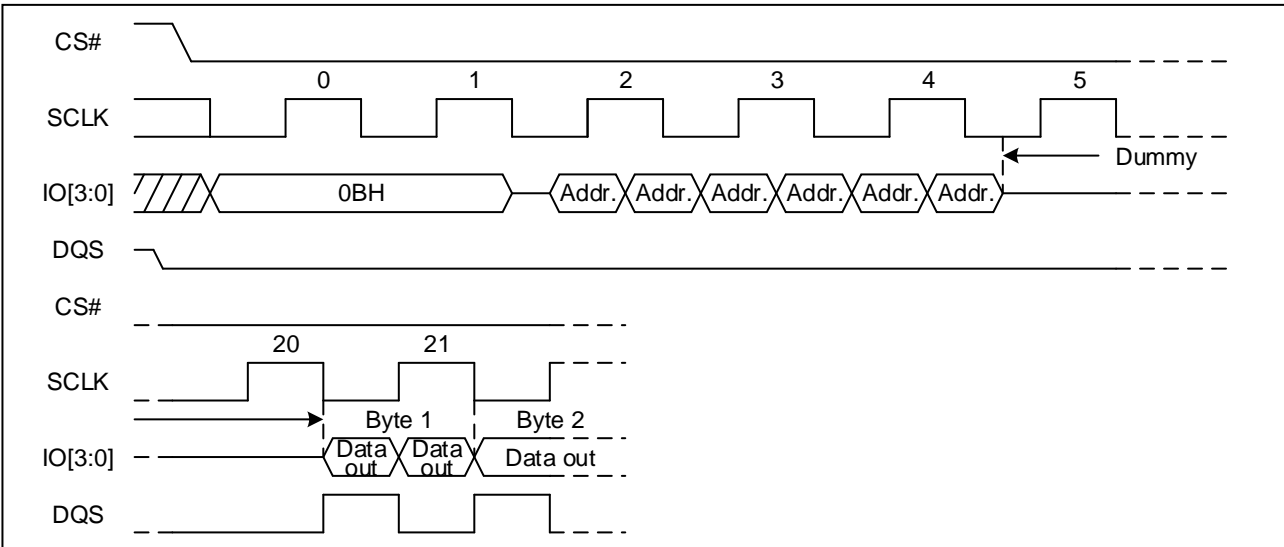 CS#
0 1 2 3 4 5
SCLK
Dummy
IO[3:0] 0BH Addr. Addr. Addr. Addr. Addr. Addr.
DQS
CS#
20 21
SCLK
Byte 1 Byte 2
IO[3:0] Data out Data out Data out
DQS